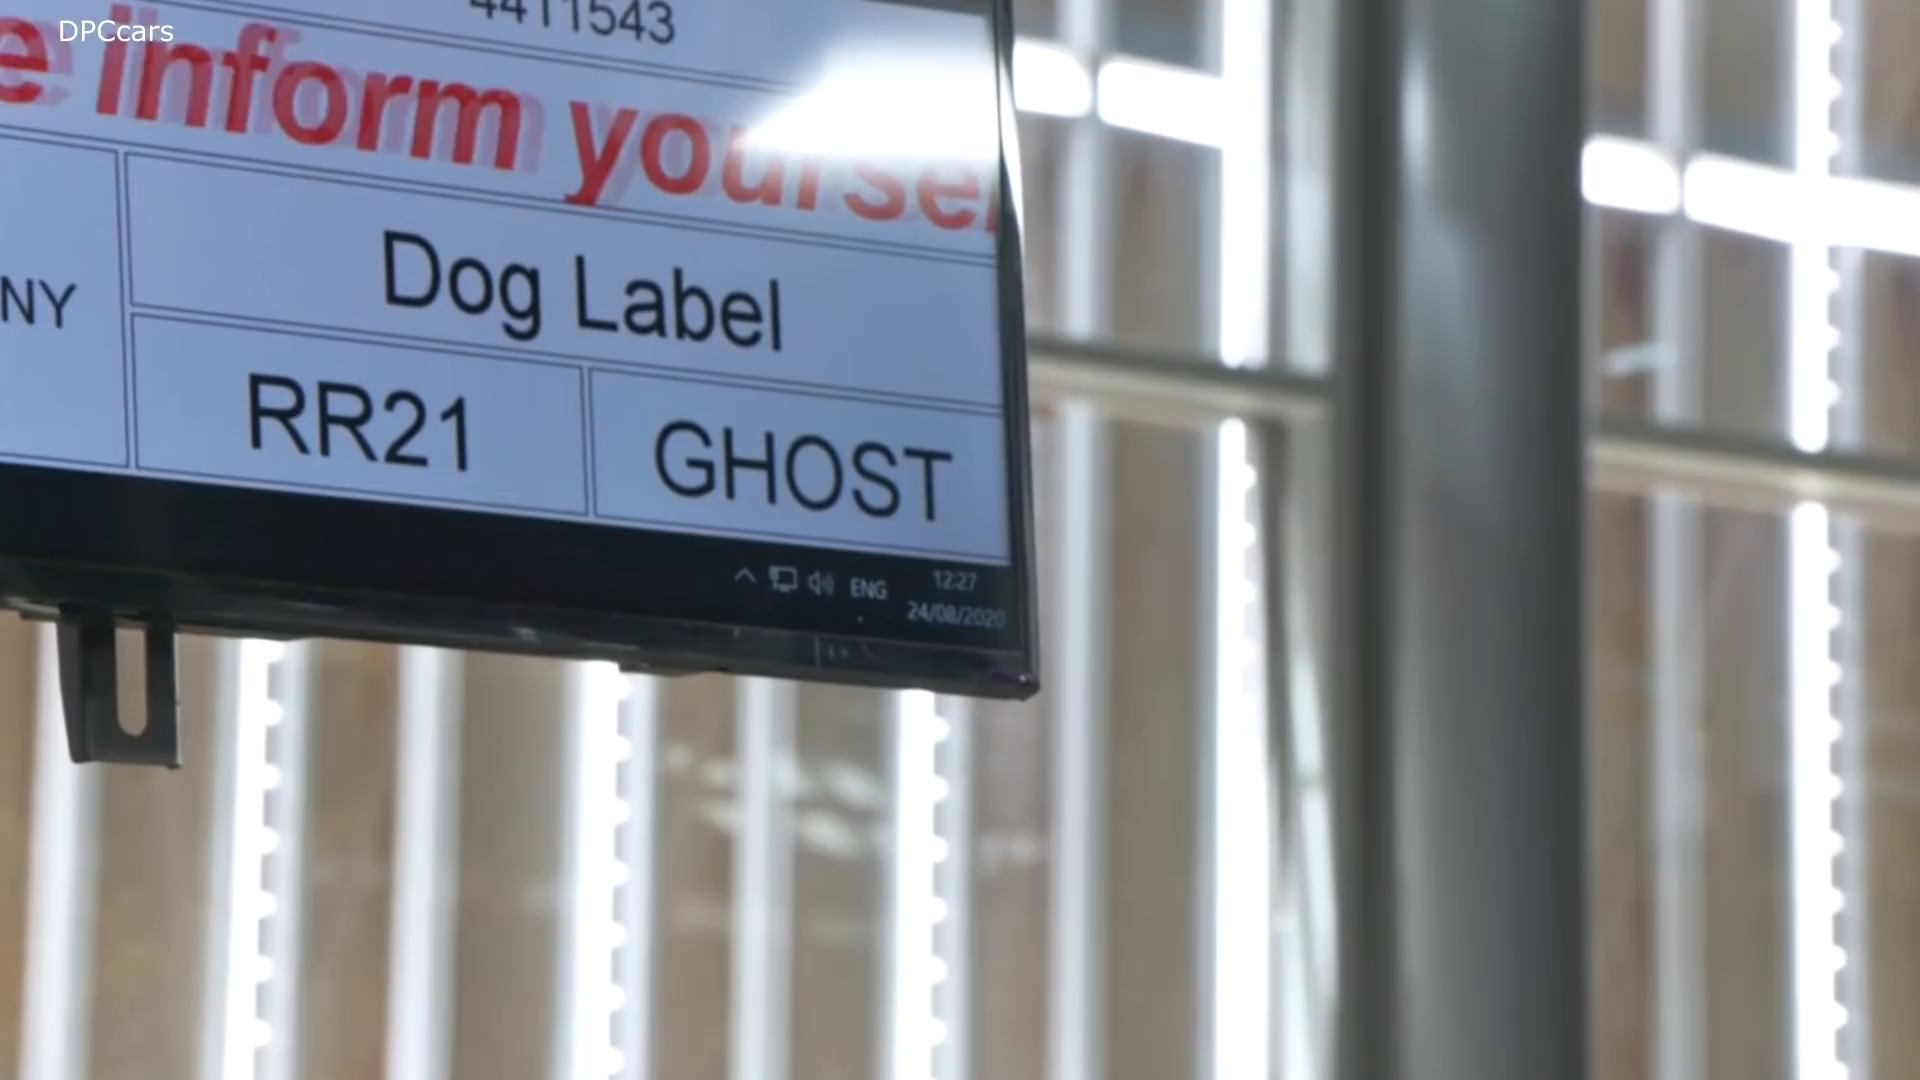 DPCcars
4411543
e inform yoursel
Dog Label
NY
RR21
GHOST
ENG
12:27
24/08/2020